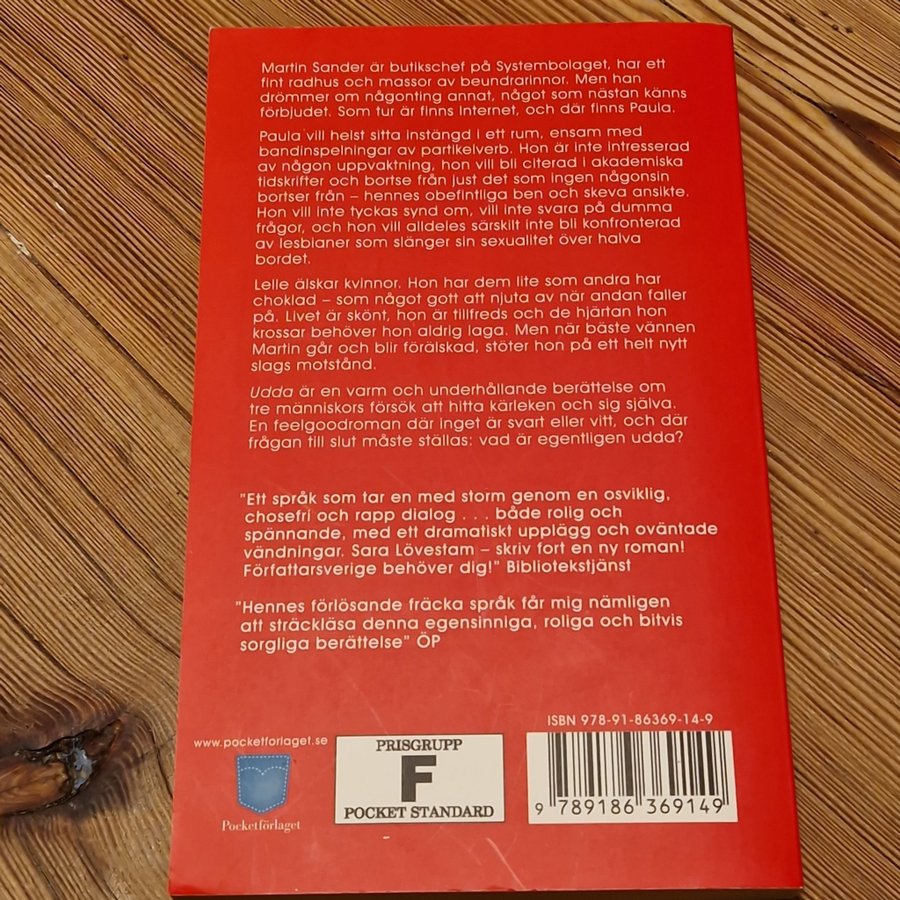 Martin Sander är butikschef på Systembolaget, har ett
fint radhus och massor av beundrarinnor. Men han
drömmer om någonting annat, något som nästan känns
förbjudet. Som tur är finns Internet, och där finns Paula.
Paula vill helst sitta instängd i ett rum, ensam med
bandinspelningar av partikelverb. Hon är inte intresserad
av någon uppvaktning, hon vill bli citerad i akademiska
tidskrifter och bortse från just det som ingen någonsin
bortser från – hennes obefintliga ben och skeva ansikte.
Hon vill inte tyckas synd om, vill inte svara på dumma
frågor, och hon vill alldeles särskilt inte bli konfronterad
av lesbianer som slänger sin sexualitet över halva
bordet.
Lelle älskar kvinnor. Hon har dem lite som andra har
choklad – som något gott att njuta av när andan faller
på. Livet är skönt, hon är tillfreds och de hjärtan hon
krossar behöver hon aldrig laga. Men när bäste vännen
Martin går och blir förälskad, stöter hon på ett helt nytt
slags motstånd.
Udda är en varm och underhållande berättelse om
tre människors försök att hitta kärleken och sig själva.
En feelgoodroman där inget är svart eller vitt, och där
frågan till slut måste ställas: vad är egentligen udda?
"Ett språk som tar en med storm genom en osviklig,
chosefri och rapp dialog . . . både rolig och
spännande, med ett dramatiskt upplägg och oväntade
vändningar. Sara Lövestam – skriv fort en ny roman!
Författarsverige behöver dig!" Bibliotekstjänst
"Hennes förlösande fräcka språk får mig nämligen
att sträckläsa denna egensinniga, roliga och bitvis
sorgliga berättelse" ÖP
www.pocketforlaget.se
Pocketförlaget
PRISGRUPP
F
POCKET STANDARD
ISBN 978-91-86369-14-9
9 789186 369149